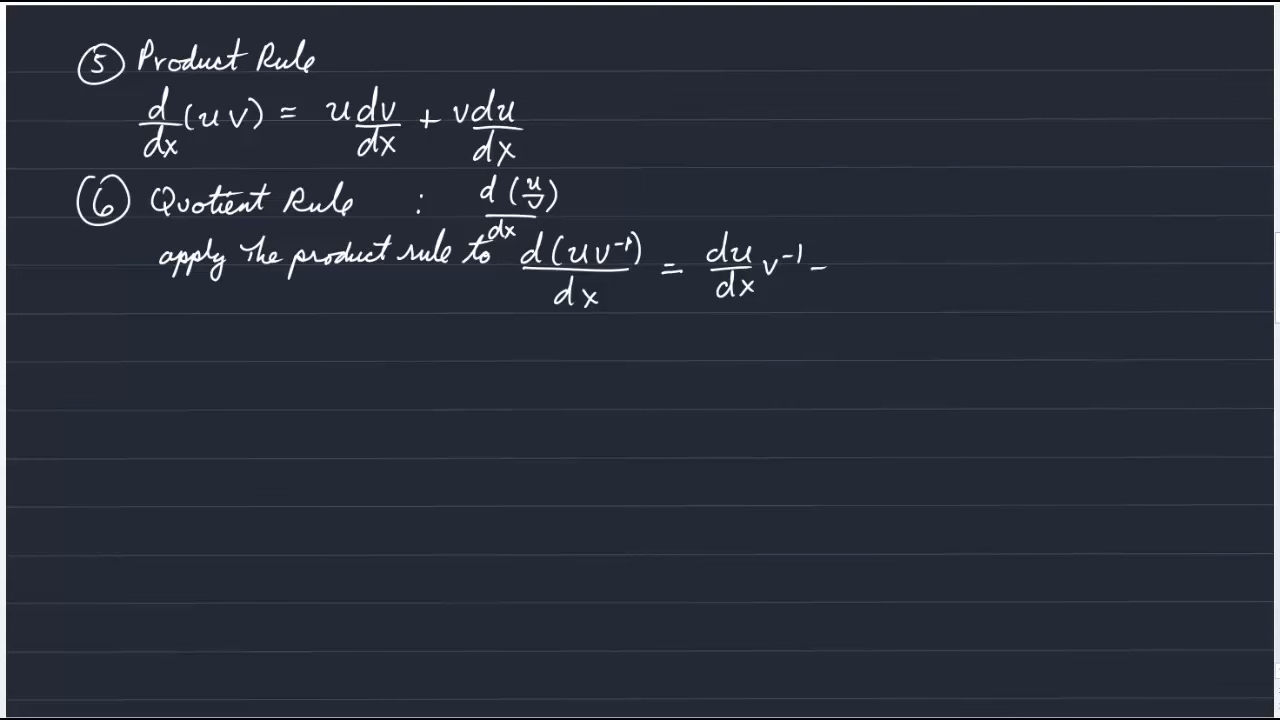 ⑤ Product Rule
d/dx (uv) = u dv/dx + v du/dx
⑥ Quotient Rule : d(u/v)/dx
apply the product rule to d(uv⁻¹)/dx = du/dx v⁻¹ –